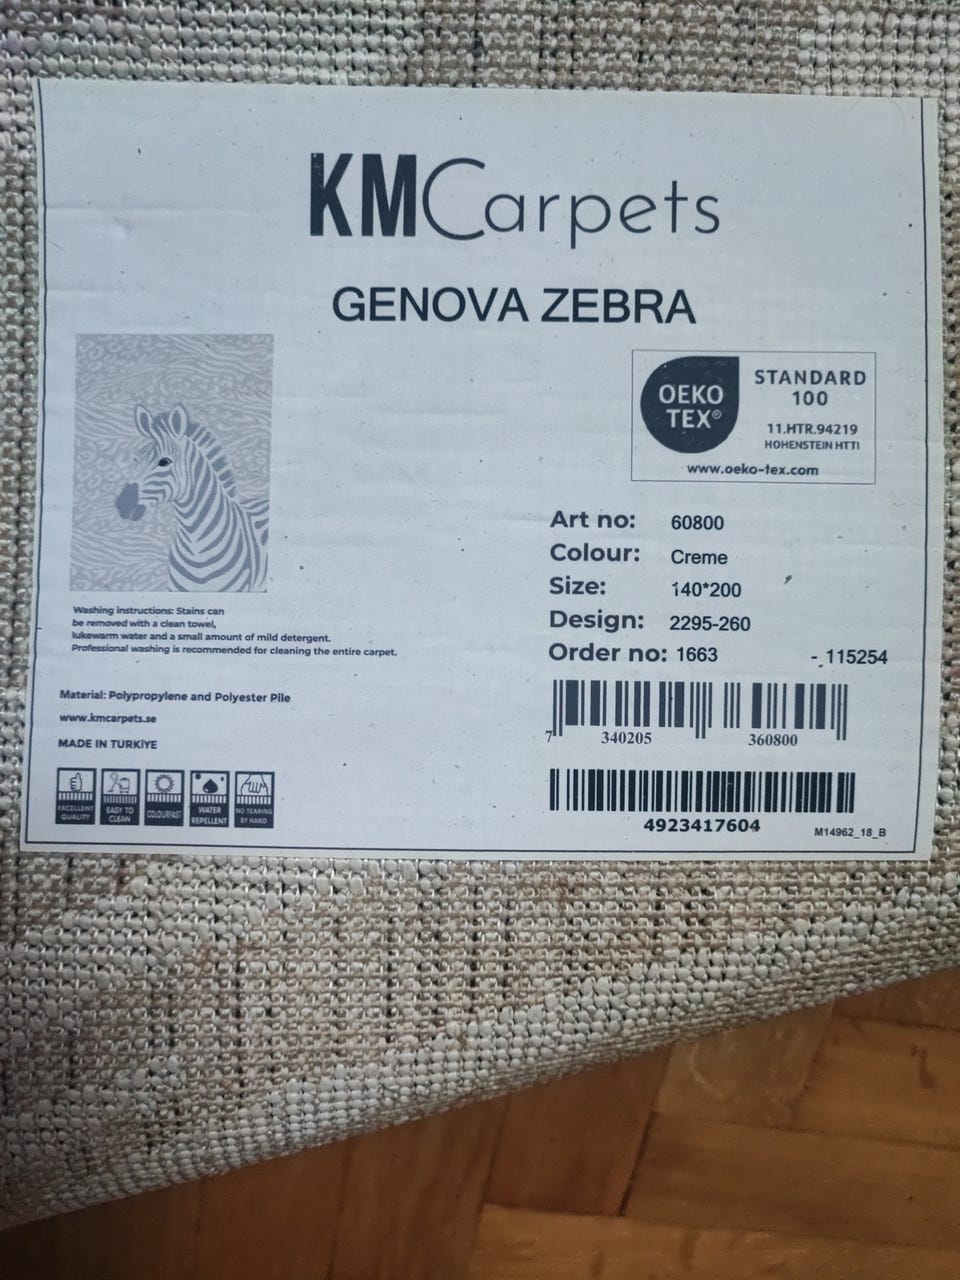 KMCarpets
GENOVA ZEBRA
OEKO
TEX®
STANDARD
100
11.HTR.94219
HOHENSTEIN HTTI
www.oeko-tex.com
Art no: 60800
Colour: Creme
Size: 140*200
Design: 2295-260
Order no: 1663 - 115254
7 340205 360800
4923417604
M14962_18_B
Washing instructions: Stains can
be removed with a clean towel,
lukewarm water and a small amount of mild detergent.
Professional washing is recommended for cleaning the entire carpet.
Material: Polypropylene and Polyester Pile
www.kmcarpets.se
MADE IN TURKİYE
EXCELLENT
QUALITY
EASY TO
CLEAN
COLOURFAST
WATER
REPELLENT
NO TEARING
BY HAND